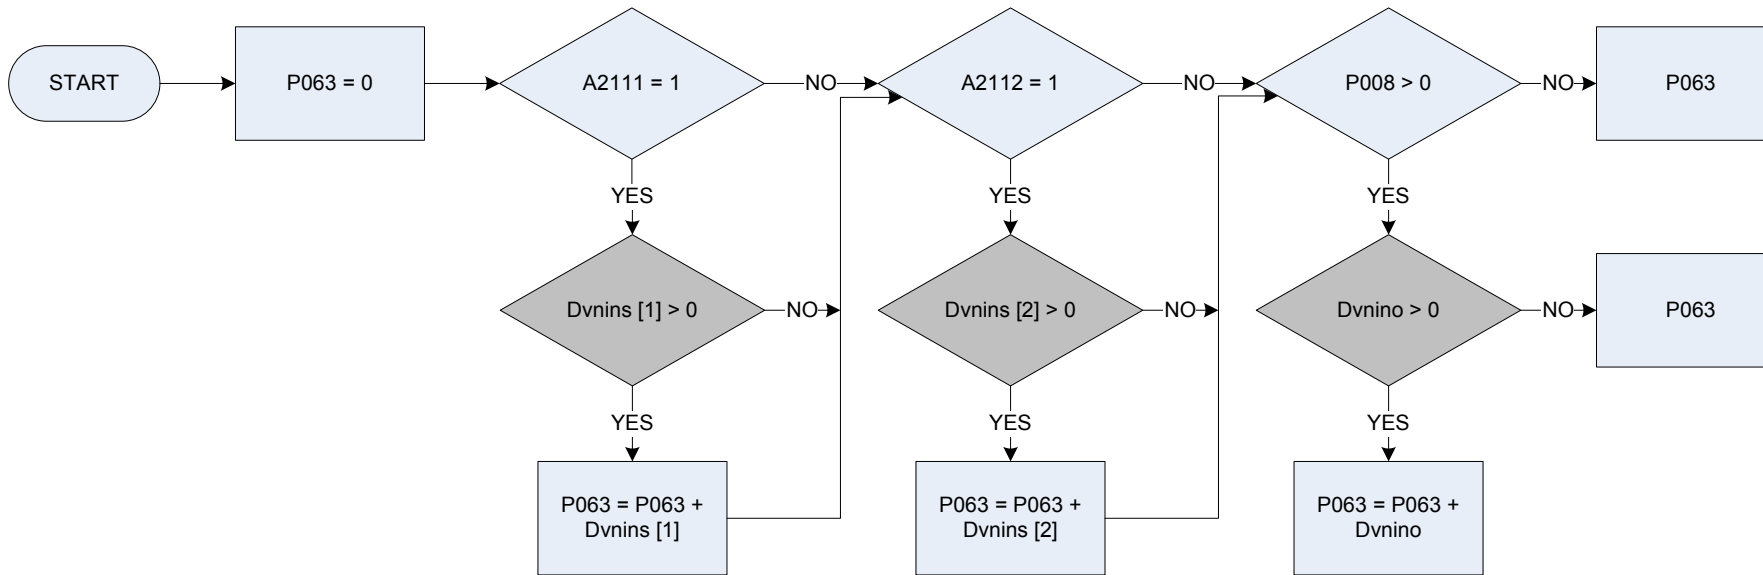 START
P063 = 0
A2111 = 1
NO
A2112 = 1
NO
P008 > 0
NO
P063
YES
YES
YES
Dvnins [1] > 0
NO
Dvnins [2] > 0
NO
Dvnino > 0
NO
P063
YES
YES
YES
P063 = P063 +
Dvnins [1]
P063 = P063 +
Dvnins [2]
P063 = P063 +
Dvnino